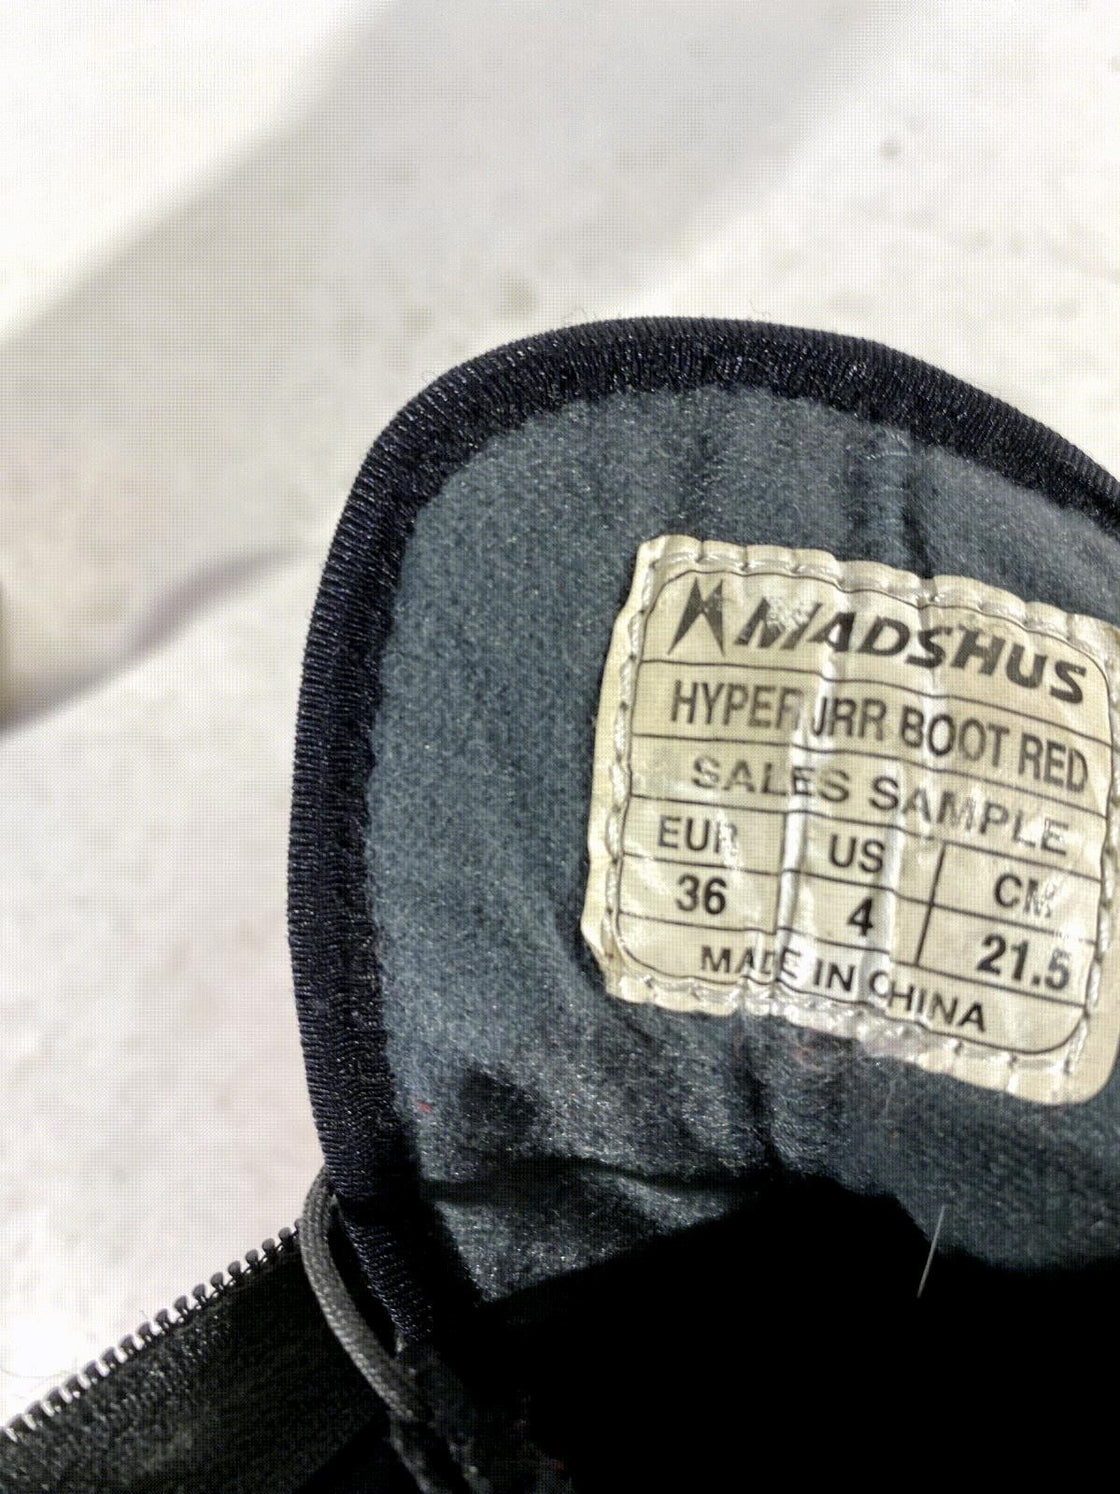 MADSHUS
HYPER JRR BOOT RED
SALES SAMPLE
EUR US CM
36 4 21.5
MADE IN CHINA